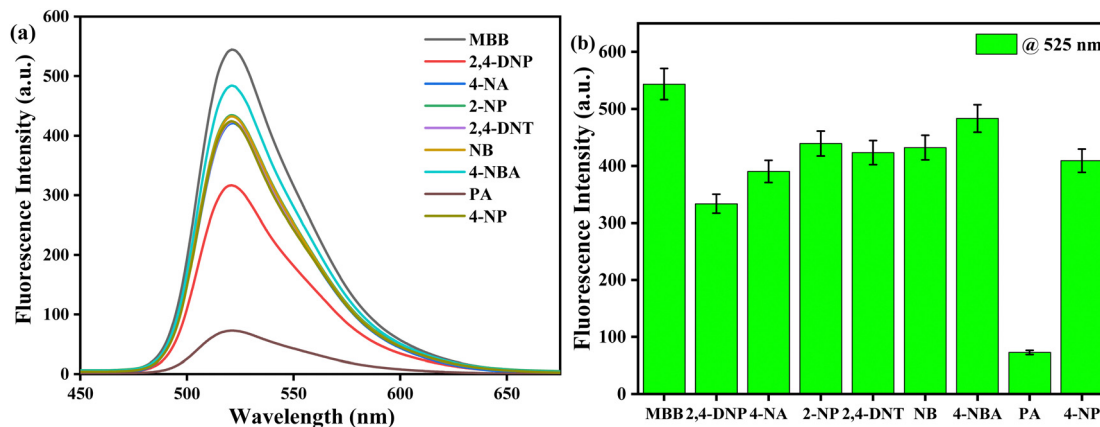 (a)
600
500
400
300
200
100
0
Fluorescence Intensity (a.u.)
450
500
550
600
650
Wavelength (nm)
MBB
2,4-DNP
4-NA
2-NP
2,4-DNT
NB
4-NBA
PA
4-NP
(b)
600
500
400
300
200
100
0
Fluorescence Intensity (a.u.)
@ 525 nm
MBB 2,4-DNP 4-NA 2-NP 2,4-DNT NB 4-NBA PA 4-NP